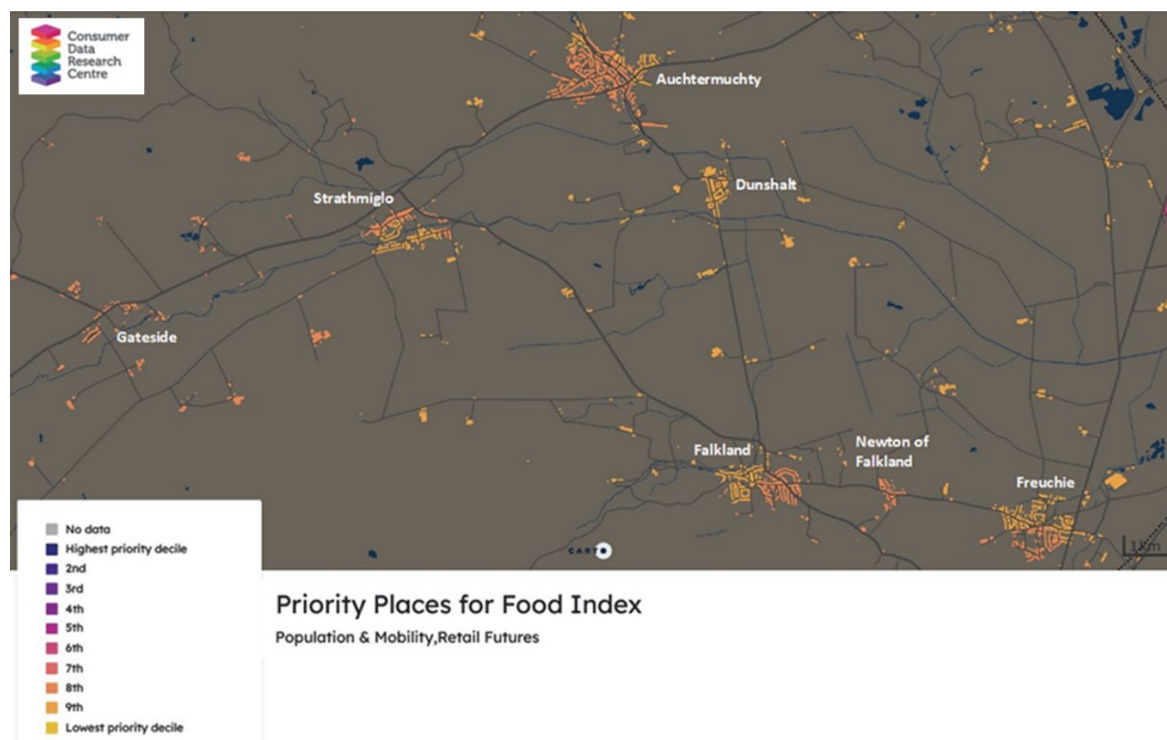 Consumer
Data
Research
Centre
Auchtermuchty
Dunshalt
Strathmiglo
Gateside
Falkland
Newton of
Falkland
Freuchie
1km
CARTO
No data
Highest priority decile
2nd
3rd
4th
5th
6th
7th
8th
9th
Lowest priority decile
Priority Places for Food Index
Population & Mobility,Retail Futures